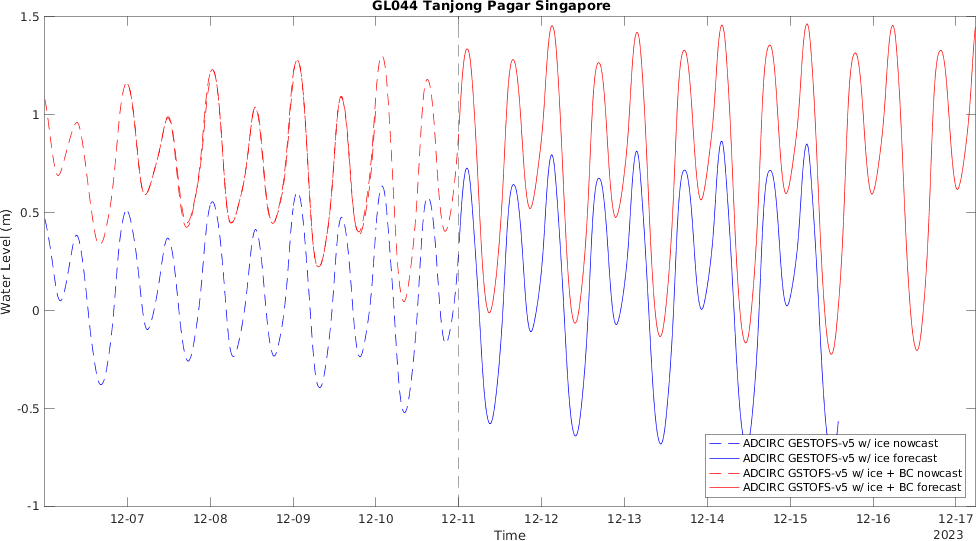 GL044 Tanjong Pagar Singapore
1.5
1
0.5
0
-0.5
-1
Water Level (m)
ADCIRC GESTOFS-v5 w/ ice nowcast
ADCIRC GESTOFS-v5 w/ ice forecast
ADCIRC GSTOFS-v5 w/ ice + BC nowcast
ADCIRC GSTOFS-v5 w/ ice + BC forecast
12-07 12-08 12-09 12-10 12-11 12-12 12-13 12-14 12-15 12-16 12-17
Time
2023